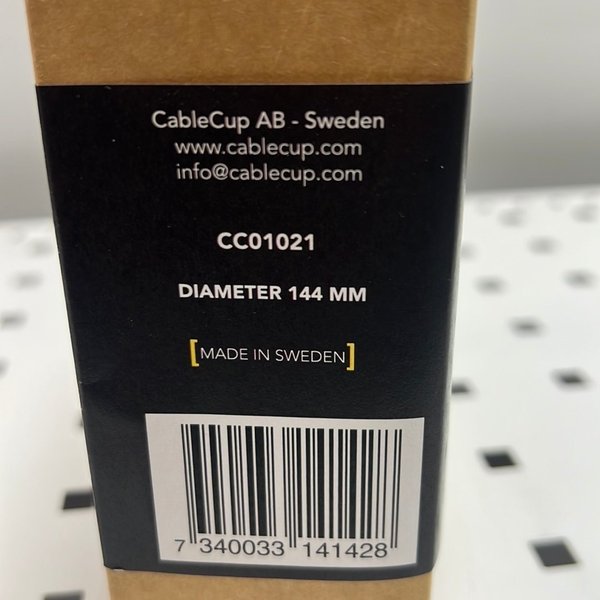 CableCup AB - Sweden
www.cablecup.com
info@cablecup.com
CC01021
DIAMETER 144 MM
[MADE IN SWEDEN]
7 340033 141428